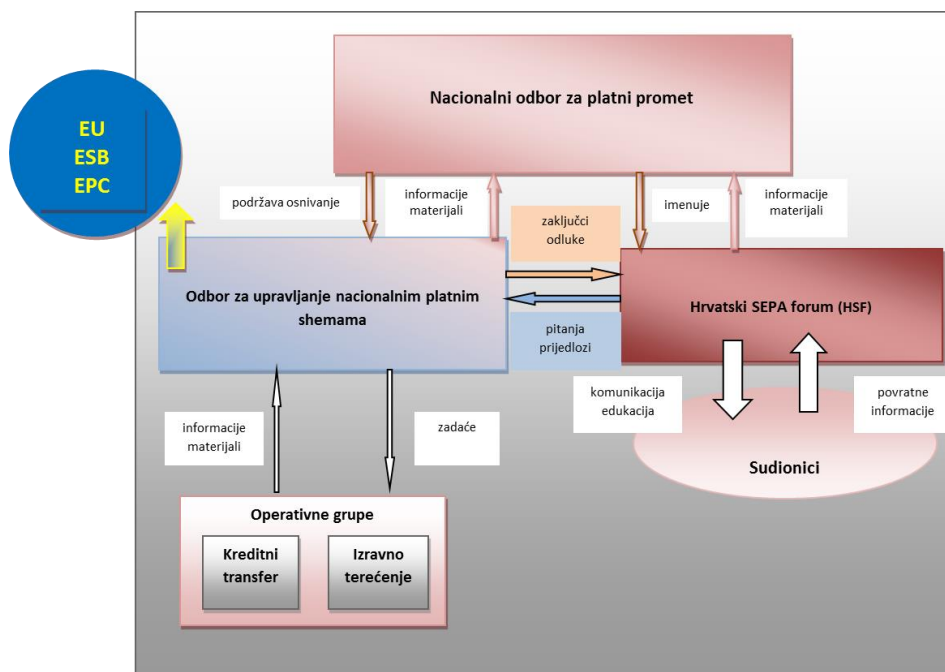 Nacionalni odbor za platni promet
EU
ESB
EPC
podržava osnivanje
informacije
materijali
imenuje
informacije
materijali
zaključci
odluke
Odbor za upravljanje nacionalnim platnim
shemama
Hrvatski SEPA forum (HSF)
pitanja
prijedlozi
informacije
materijali
zadaće
komunikacija
edukacija
povratne
informacije
Sudionici
Operativne grupe
Kreditni
transfer
Izravno
terećenje